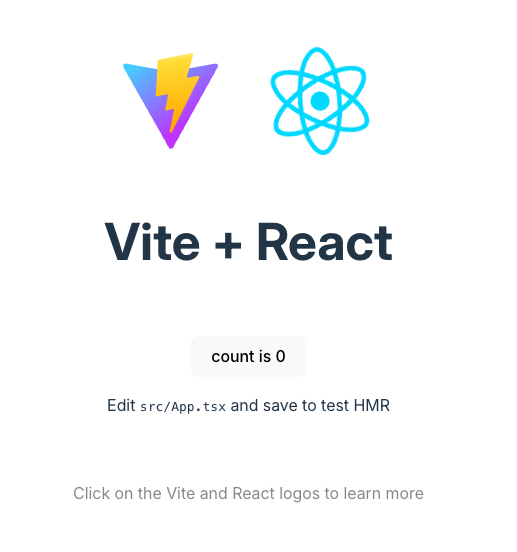 Vite + React
count is 0
Edit src/App.tsx and save to test HMR
Click on the Vite and React logos to learn more